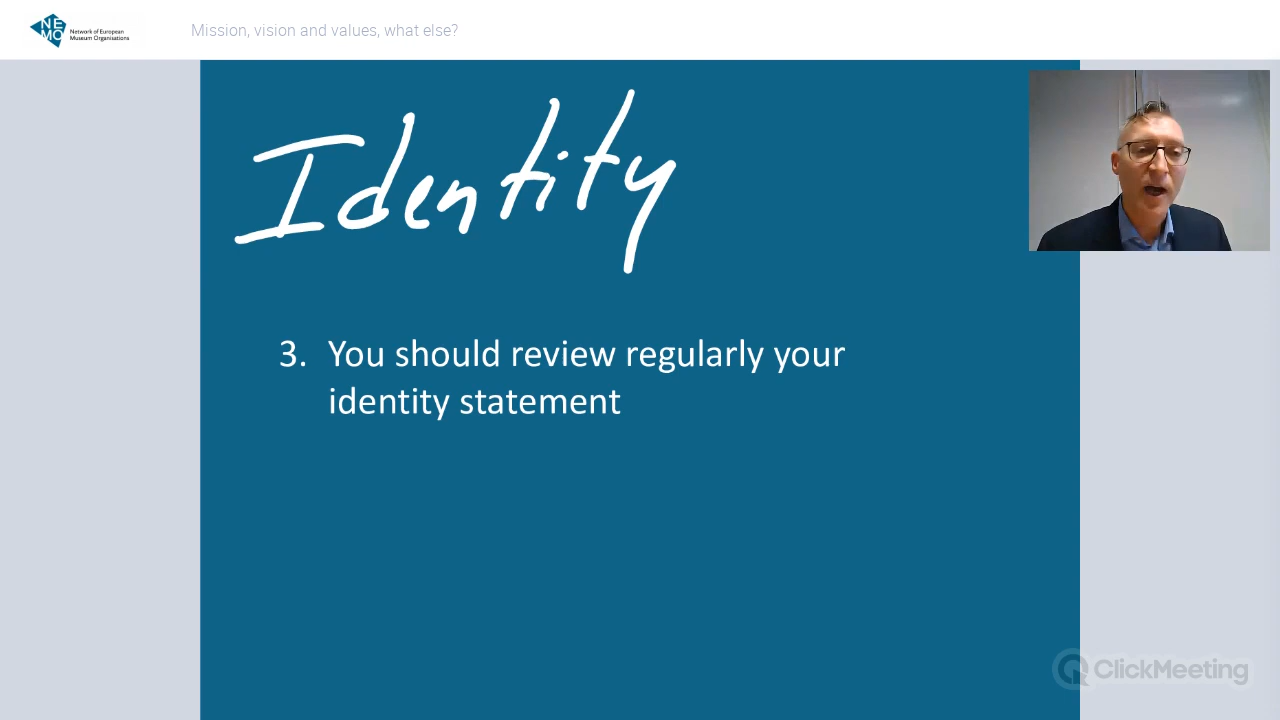 NE
MO
Network of European
Museum Organisations
Mission, vision and values, what else?
Identity
3. You should review regularly your
identity statement
ClickMeeting